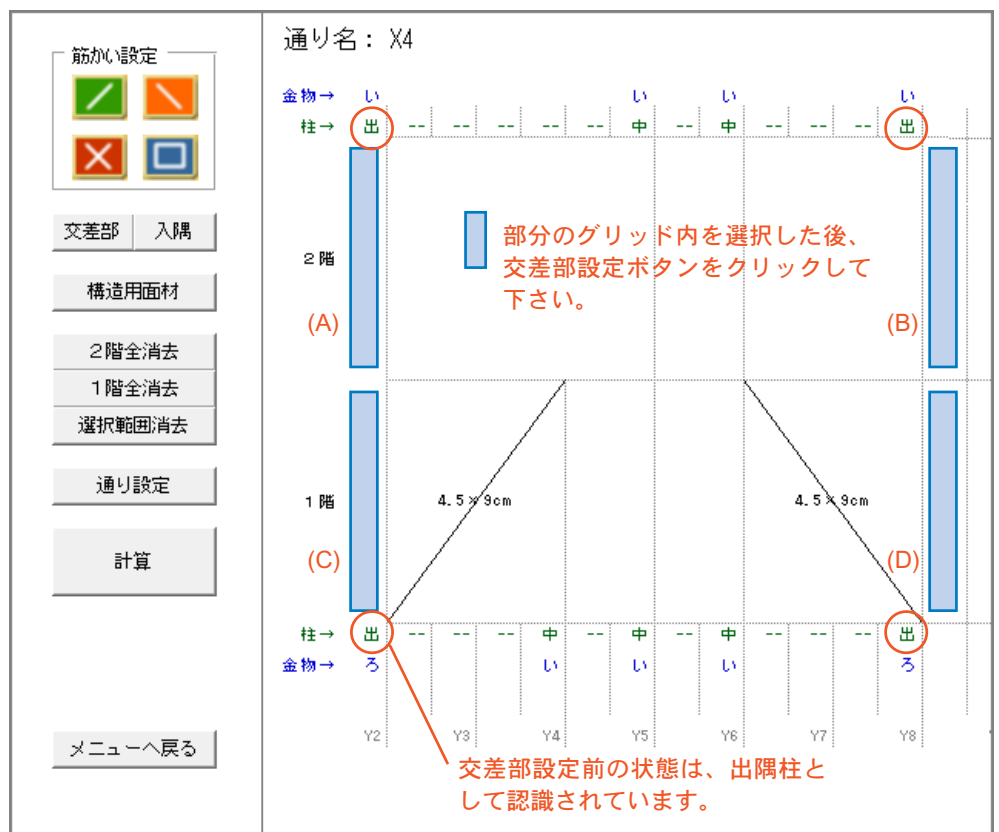 筋かい設定
交差部 入隅
構造用面材
2階全消去
1階全消去
選択範囲消去
通り設定
計算
メニューへ戻る
通り名： X4
金物→ い い い い
柱→ 出 -- -- -- -- -- 中 -- 中 -- -- -- 出
2階
部分のグリッド内を選択した後、
交差部設定ボタンをクリックして
下さい。
(A) (B)
1階 4.5×9cm 4.5×9cm
(C) (D)
柱→ 出 -- -- -- 中 -- 中 -- 中 -- -- -- 出
金物→ ろ い い い ろ
Y2 Y3 Y4 Y5 Y6 Y7 Y8
交差部設定前の状態は、出隅柱と
して認識されています。